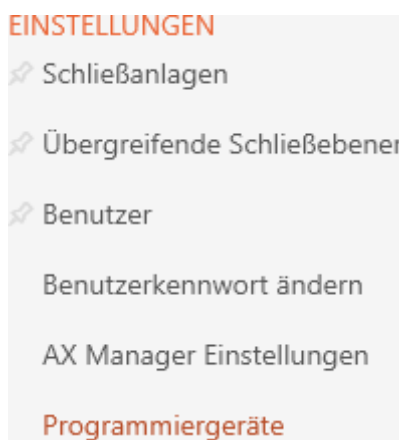 EINSTELLUNGEN
Schließanlagen
Übergreifende Schließebenen
Benutzer
Benutzerkennwort ändern
AX Manager Einstellungen
Programmiergeräte